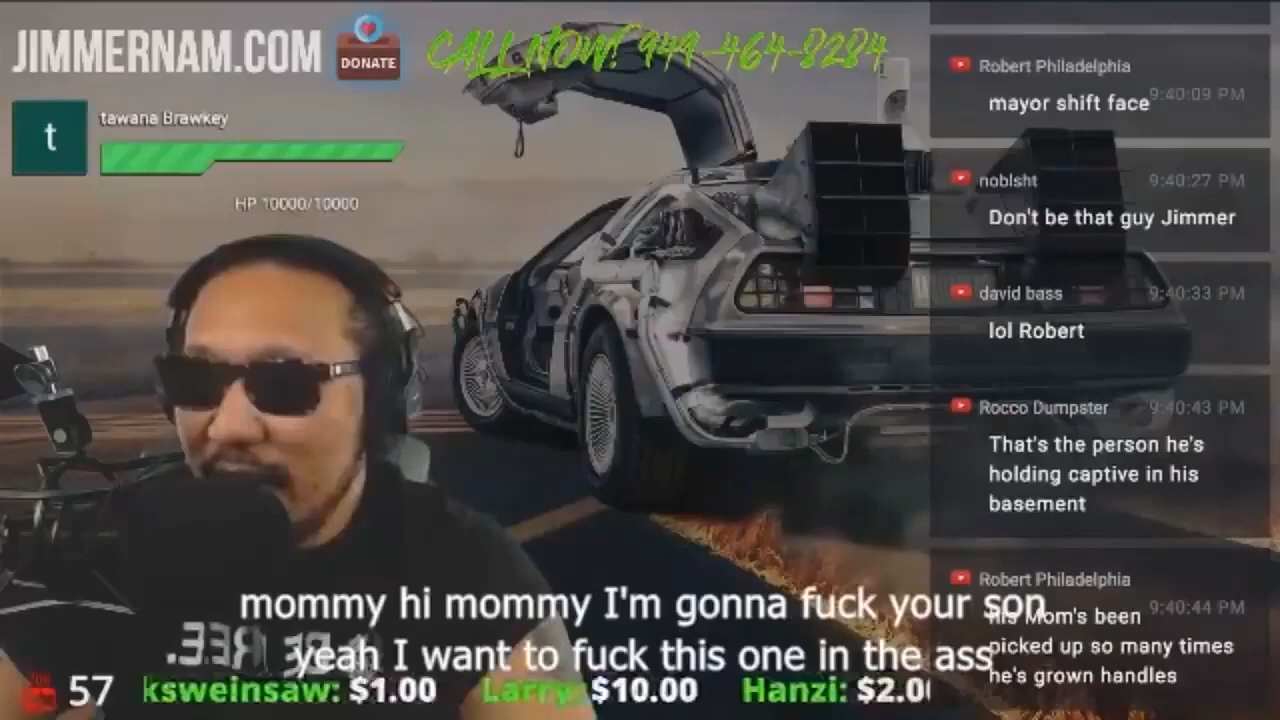 JIMMERNAM.COM
DONATE
CALL NOW! 949-464-8284
t
tawana Brawkey
HP 10000/10000
Robert Philadelphia
mayor shift face
9:40:09 PM
noblsht
9:40:27 PM
Don't be that guy Jimmer
david bass
9:40:33 PM
lol Robert
Rocco Dumpster
9:40:43 PM
That's the person he's
holding captive in his
basement
Robert Philadelphia
9:40:44 PM
His Mom's been
picked up so many times
he's grown handles
mommy hi mommy I'm gonna fuck your son
yeah I want to fuck this one in the ass
57
ksweinsaw: $1.00
Larry: $10.00
Hanzi: $2.0